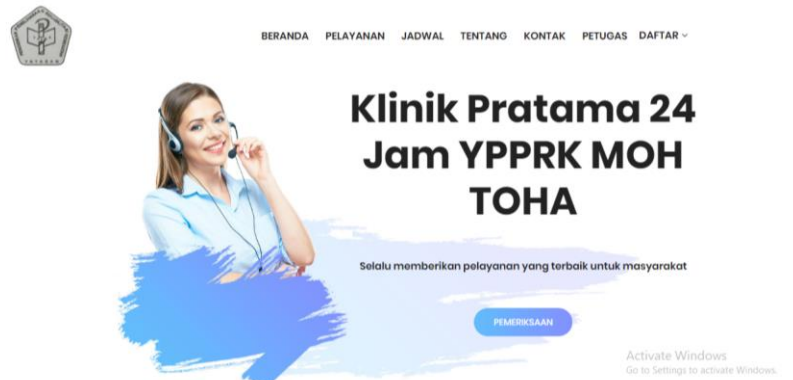 BERANDA PELAYANAN JADWAL TENTANG KONTAK PETUGAS DAFTAR
Klinik Pratama 24
Jam YPPRK MOH
TOHA
Selalu memberikan pelayanan yang terbaik untuk masyarakat
PEMERIKSAAN
Activate Windows
Go to Settings to activate Windows.